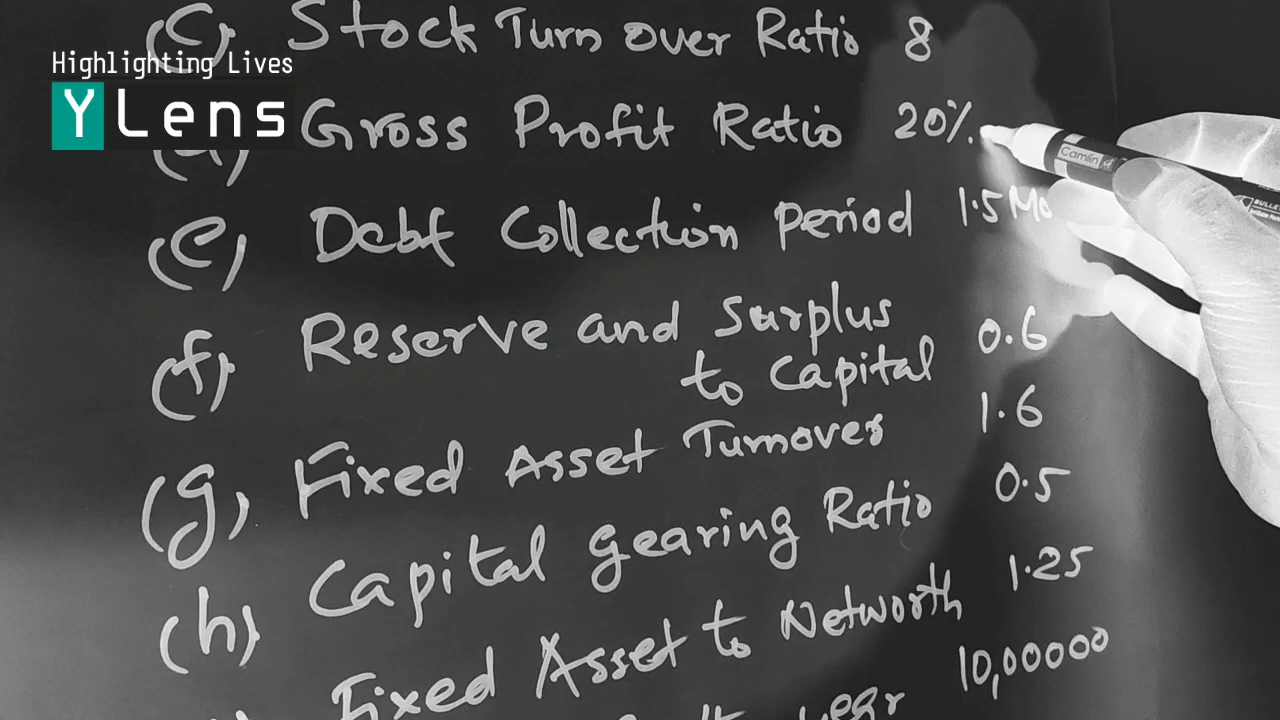 (C) Stock Turn over Ratio 8
Highlighting Lives
YLens
(d) Gross Profit Ratio 20%.
(e) Debt Collection Period 1.5 Mo
(f) Reserve and Surplus
to Capital 0.6
(g) Fixed Asset Turnover 1.6
(h) Capital gearing Ratio 0.5
Fixed Asset to Networth 1.25
10,00000
Camlin